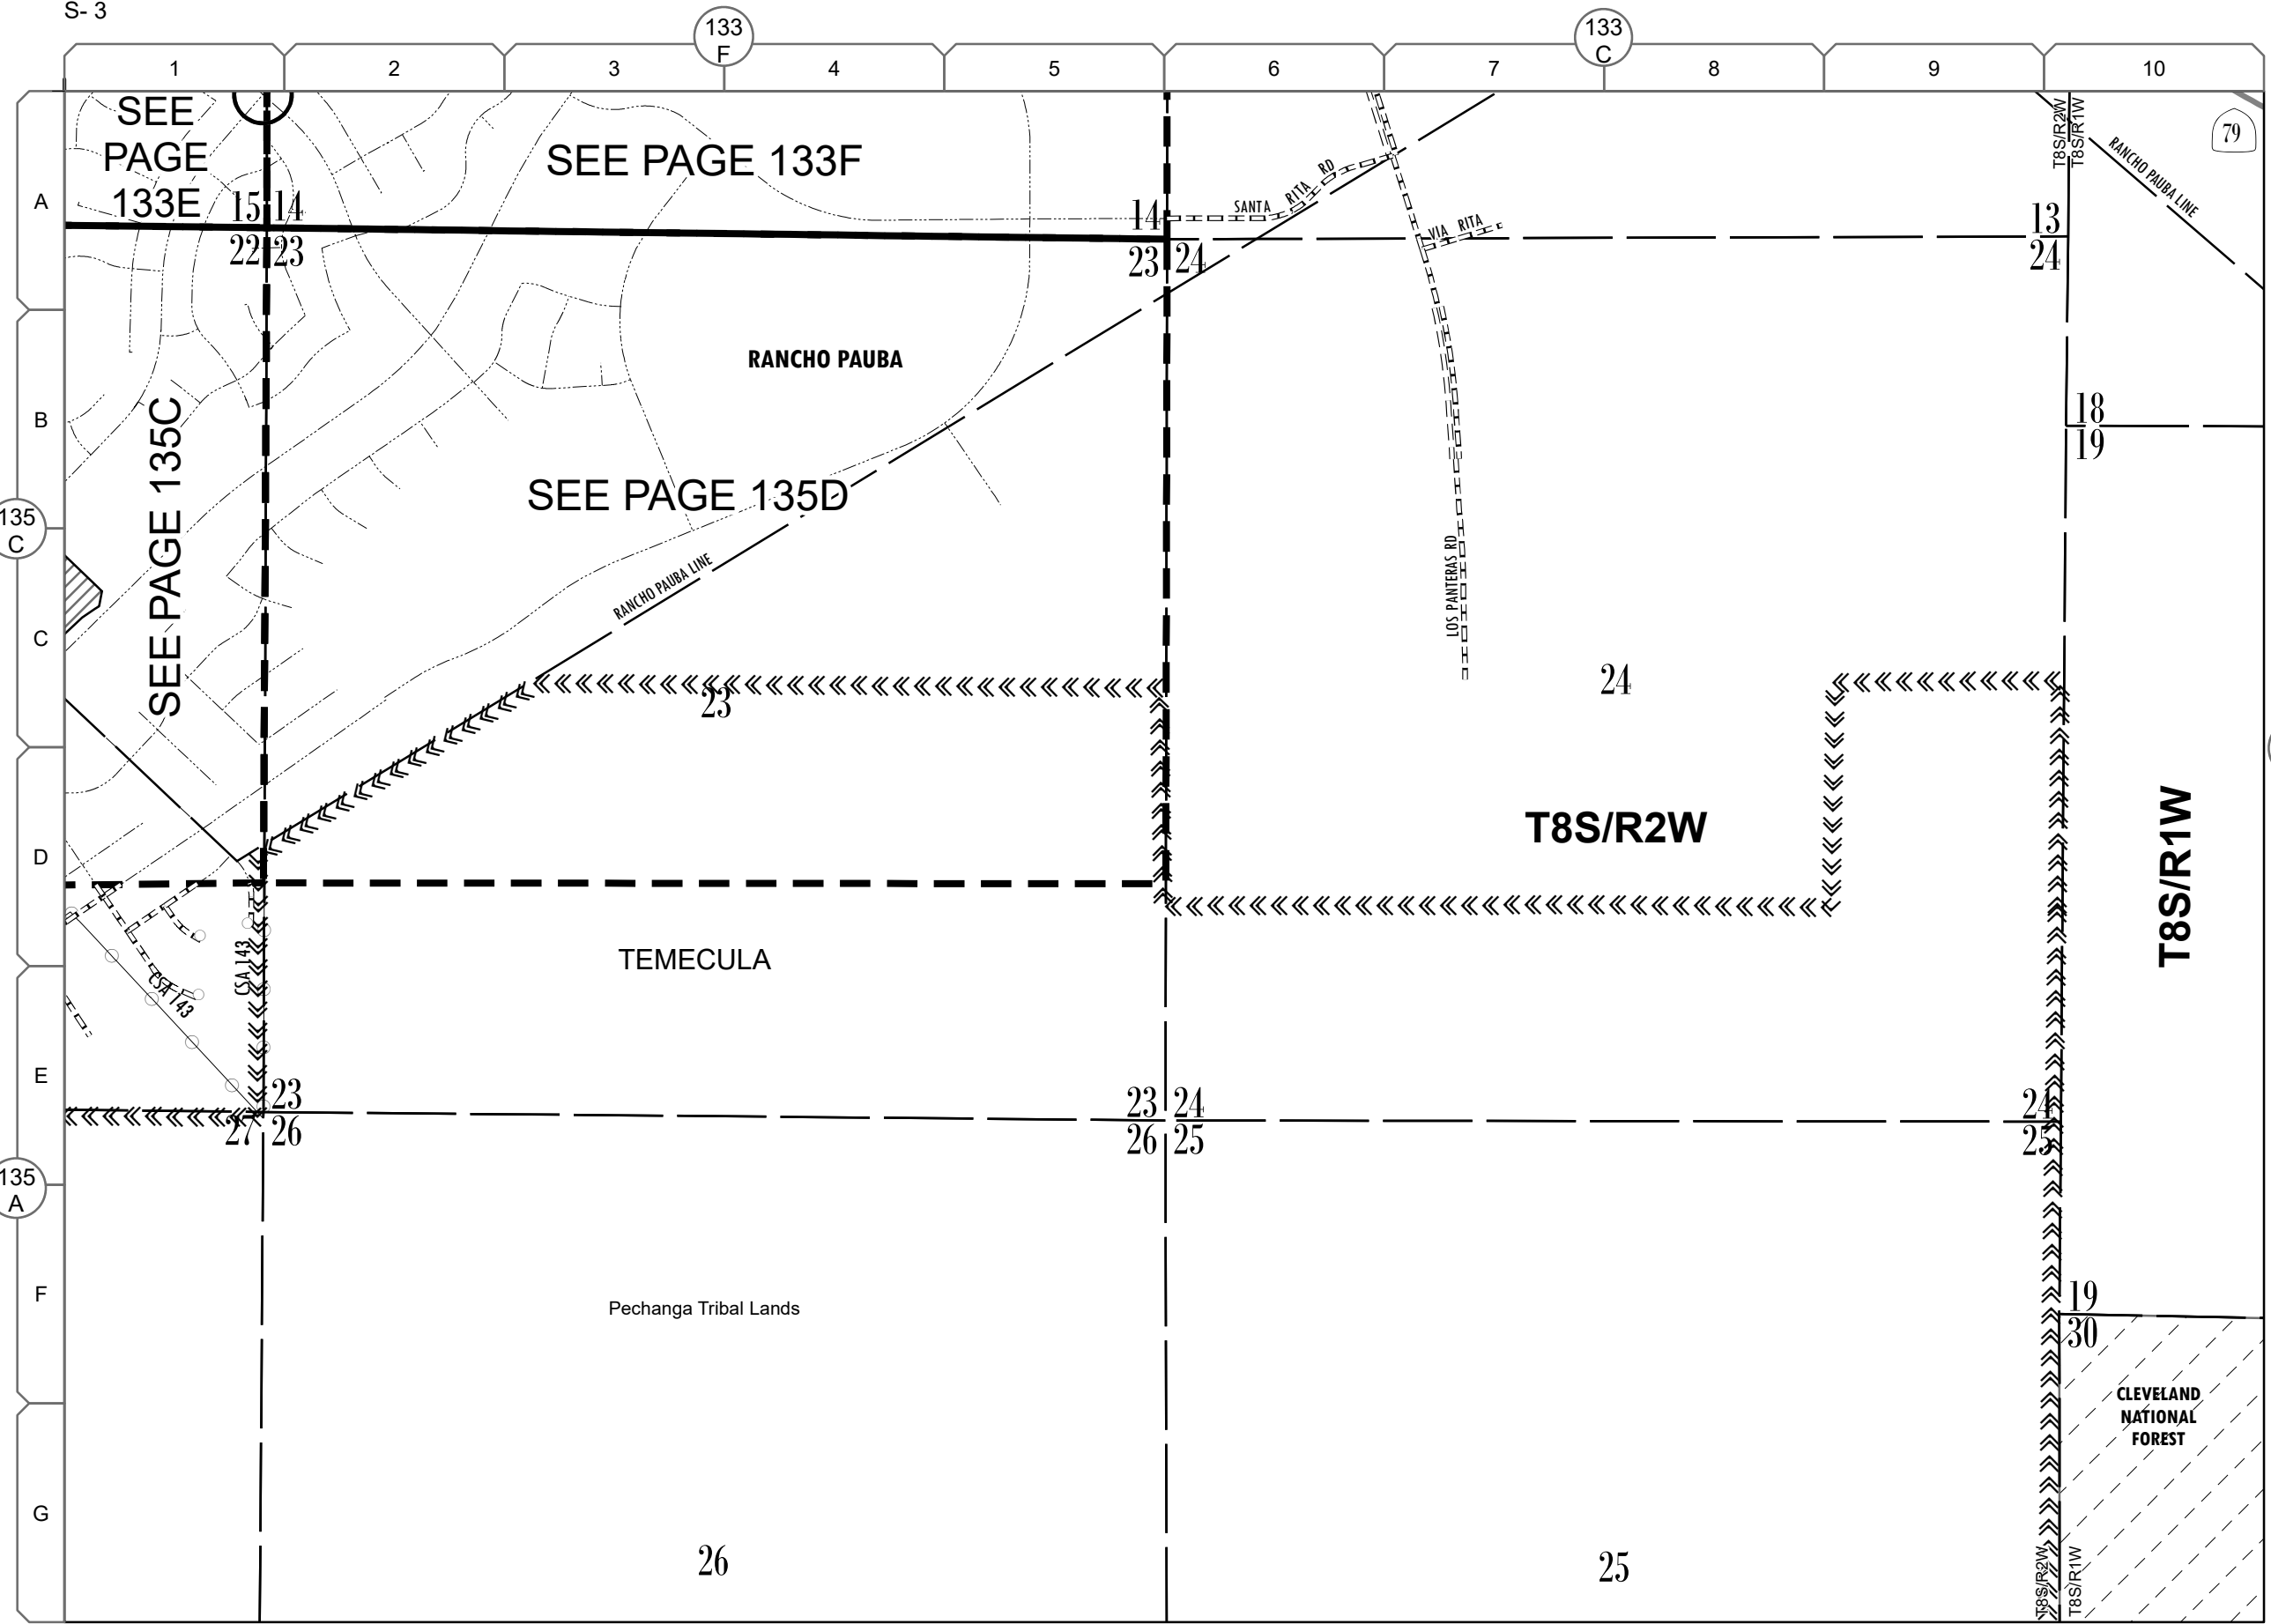 S- 3
133
F
133
C
1
2
3
4
5
6
7
8
9
10
A
B
C
D
E
F
G
135
C
135
A
SEE
PAGE
133E
SEE PAGE 133F
15
14
22
23
14
23
24
SANTA
RITA
RD
VIA RITA
13
24
T8S/R2W
T8S/R1W
RANCHO PAUBA LINE
79
RANCHO PAUBA
18
19
SEE PAGE 135C
SEE PAGE 135D
RANCHO PAUBA LINE
LOS PANTERAS RD
23
24
T8S/R2W
T8S/R1W
TEMECULA
CSA 143
CSA 143
23
27
26
23
24
26
25
24
25
Pechanga Tribal Lands
19
30
CLEVELAND
NATIONAL
FOREST
26
25
T8S/R2W
T8S/R1W